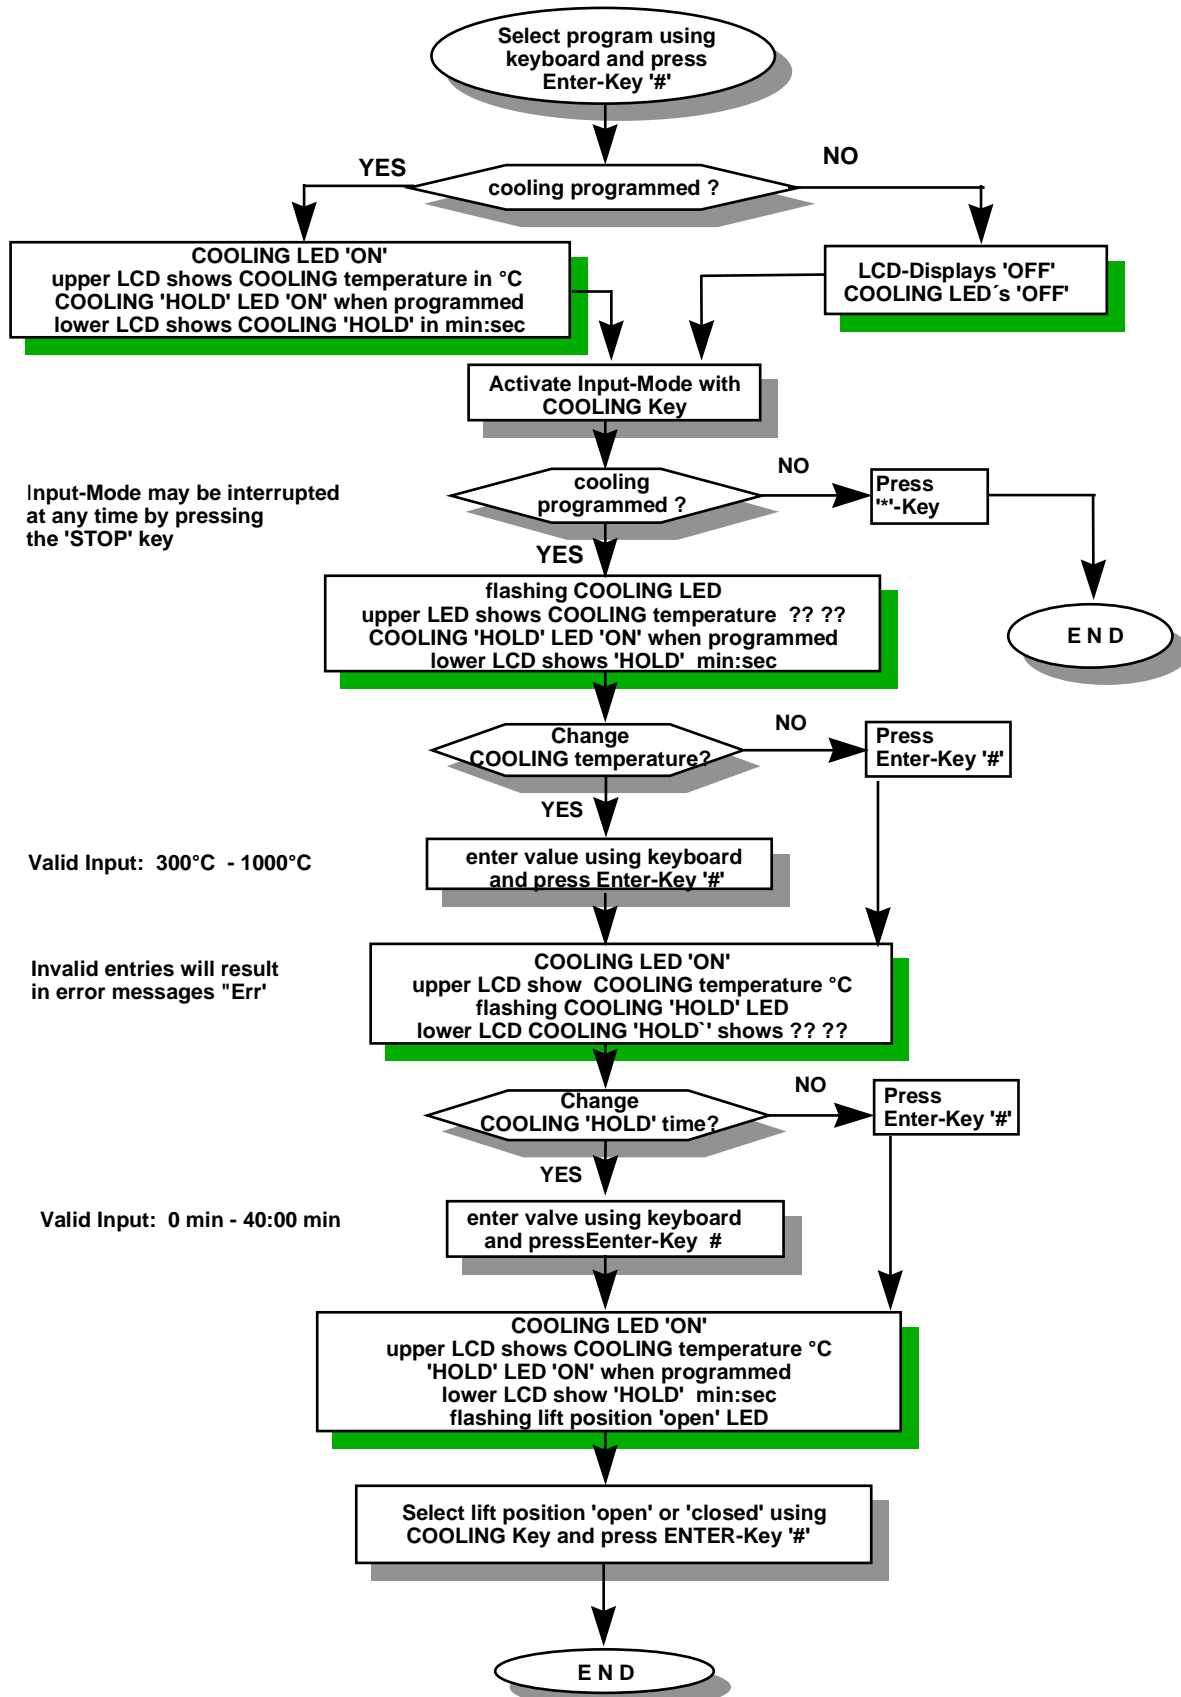 Select program using
keyboard and press
Enter-Key '#'
YES
NO
cooling programmed ?
COOLING LED 'ON'
upper LCD shows COOLING temperature in °C
COOLING 'HOLD' LED 'ON' when programmed
lower LCD shows COOLING 'HOLD' in min:sec
LCD-Displays 'OFF'
COOLING LED´s 'OFF'
Activate Input-Mode with
COOLING Key
Input-Mode may be interrupted
at any time by pressing
the 'STOP' key
cooling
programmed ?
NO
Press
'*'-Key
YES
flashing COOLING LED
upper LED shows COOLING temperature  ?? ??
COOLING 'HOLD' LED 'ON' when programmed
lower LCD shows 'HOLD'  min:sec
E N D
Change
COOLING temperature?
NO
Press
Enter-Key '#'
YES
Valid Input:  300°C  - 1000°C
enter value using keyboard
and press Enter-Key '#'
Invalid entries will result
in error messages "Err'
COOLING LED 'ON'
upper LCD show  COOLING temperature °C
flashing COOLING 'HOLD' LED
lower LCD COOLING 'HOLD`' shows ?? ??
Change
COOLING 'HOLD' time?
NO
Press
Enter-Key '#'
YES
Valid Input:  0 min - 40:00 min
enter valve using keyboard
and pressEenter-Key  #
COOLING LED 'ON'
upper LCD shows COOLING temperature °C
'HOLD' LED 'ON' when programmed
lower LCD show 'HOLD'  min:sec
flashing lift position 'open' LED
Select lift position 'open' or 'closed' using
COOLING Key and press ENTER-Key '#'
E N D